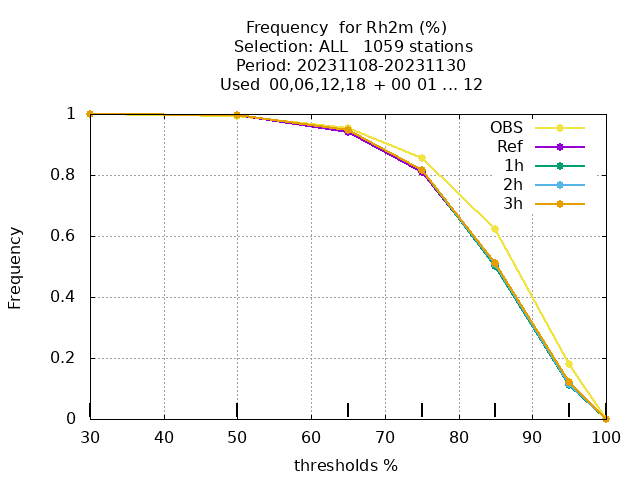 Frequency for Rh2m (%)
Selection: ALL 1059 stations
Period: 20231108-20231130
Used 00,06,12,18 + 00 01 ... 12
Frequency
1
0.8
0.6
0.4
0.2
0
OBS
Ref
1h
2h
3h
30 40 50 60 70 80 90 100
thresholds %